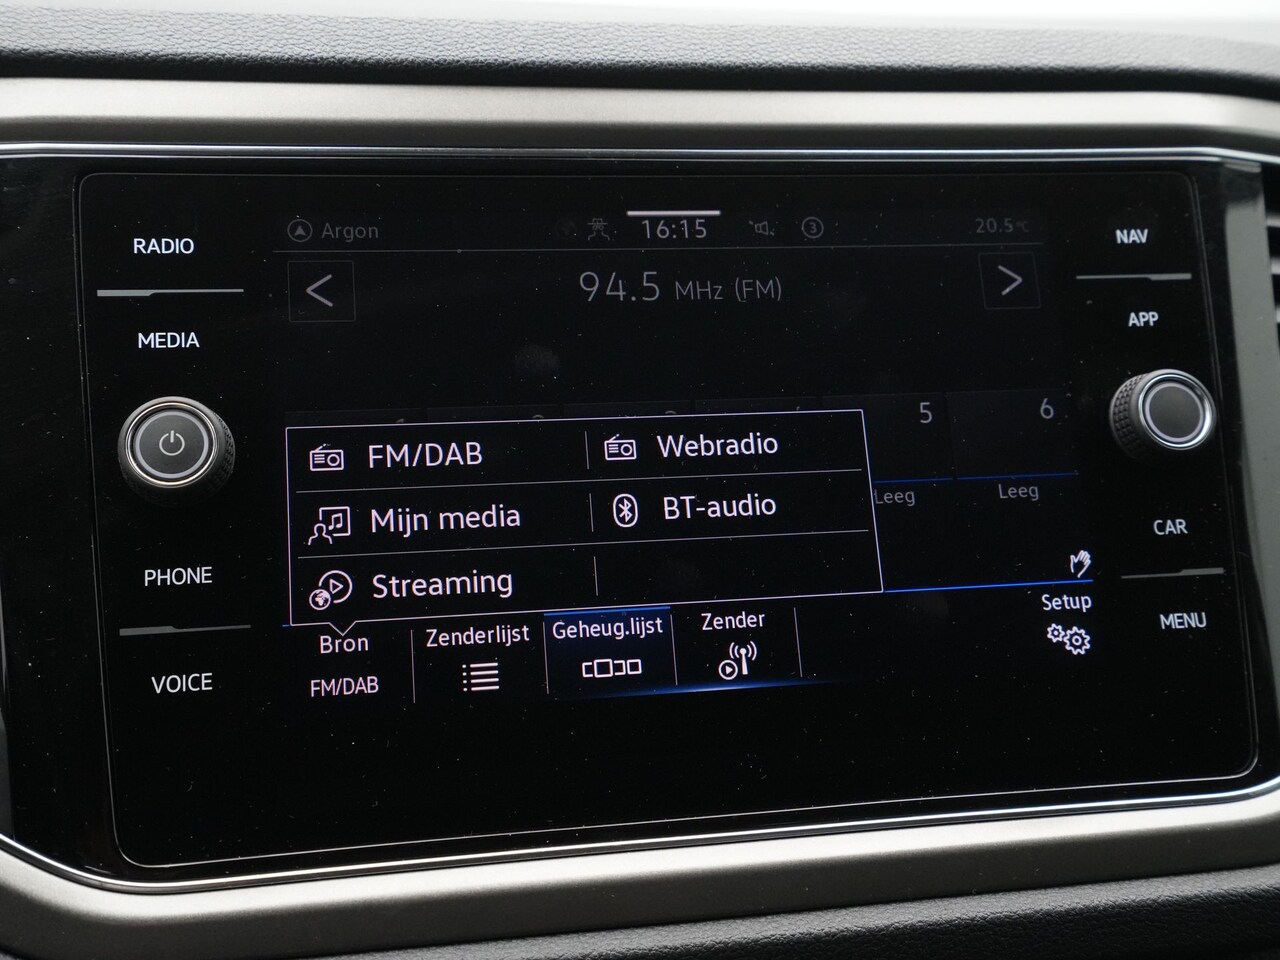 RADIO
MEDIA
PHONE
VOICE
Argon
16:15
3
20.5°C
94.5 MHz (FM)
5
6
Leeg
Leeg
FM/DAB
Webradio
Mijn media
BT-audio
Streaming
Bron
FM/DAB
Zenderlijst
Geheug.lijst
Zender
Setup
NAV
APP
CAR
MENU